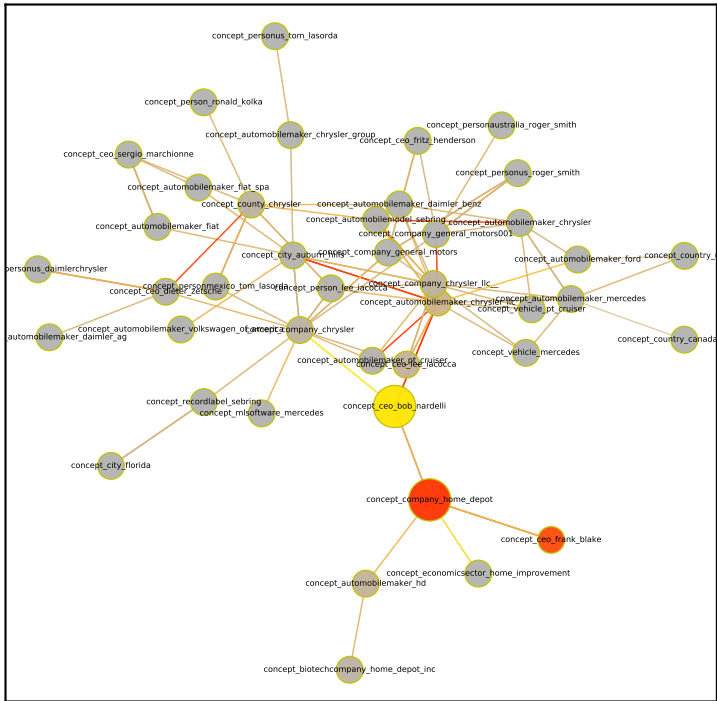 concept_personus_tom_lasorda
concept_person_ronald_kolka
concept_personaustralia_roger_smith
concept_automobilemaker_chrysler_group
concept_ceo_fritz_henderson
concept_ceo_sergio_marchionne
concept_personus_roger_smith
concept_automobilemaker_fiat_spa
concept_county_chrysler
concept_automobilemaker_daimler_benz
concept_automobilemodel_sebring
concept_automobilemaker_chrysler
concept_automobilemaker_fiat
concept_company_general_motors001
concept_city_auburn_hills
concept_company_general_motors
concept_automobilemaker_ford
concept_country_
personus_daimlerchrysler
concept_ceo_dieter_zetsche
concept_personmexico_tom_lasorda
concept_person_lee_iacocca
concept_company_chrysler_llc__
concept_automobilemaker_mercedes
concept_automobilemaker_chrysler_llc
concept_vehicle_pt_cruiser
automobilemaker_daimler_ag
concept_automobilemaker_volkswagen_of_america
concept_company_chrysler
concept_country_canada
concept_vehicle_mercedes
concept_automobilemaker_pt_cruiser
concept_ceo_lee_iacocca
concept_recordlabel_sebring
concept_mlsoftware_mercedes
concept_ceo_bob_nardelli
concept_city_florida
concept_company_home_depot
concept_ceo_frank_blake
concept_economicsector_home_improvement
concept_automobilemaker_hd
concept_biotechcompany_home_depot_inc